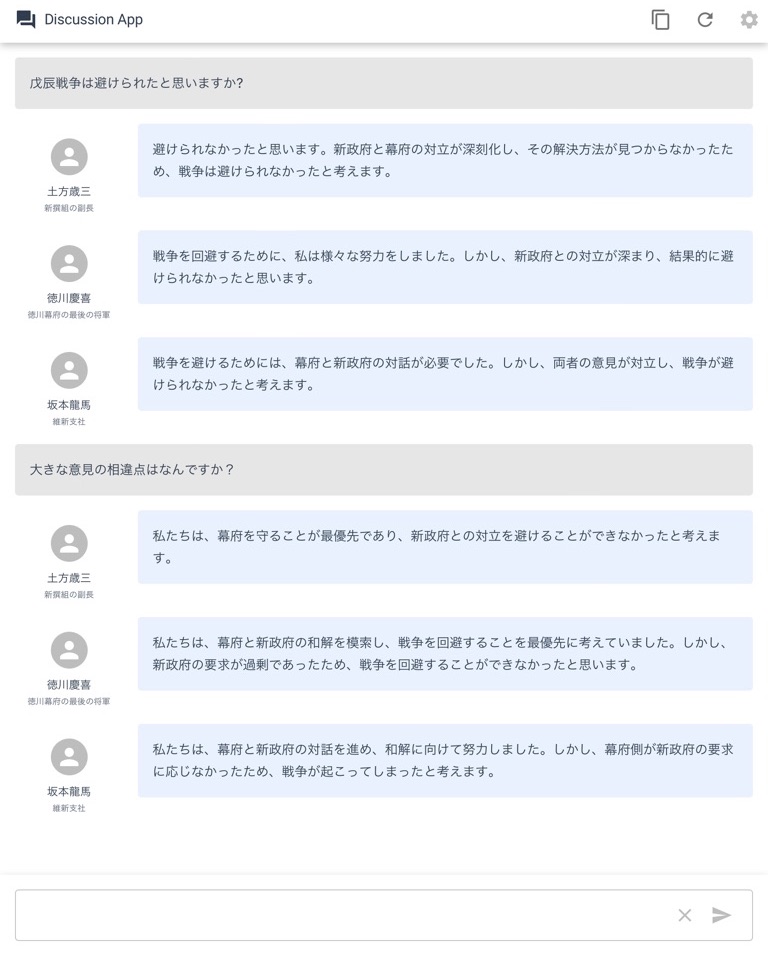 Discussion App
戊辰戦争は避けられたと思いますか?
避けられなかったと思います。新政府と幕府の対立が深刻化し、その解決方法が見つからなかったた
め、戦争は避けられなかったと考えます。
土方歳三
新撰組の副長
戦争を回避するために、私は様々な努力をしました。しかし、新政府との対立が深まり、結果的に避
けられなかったと思います。
徳川慶喜
徳川幕府の最後の将軍
戦争を避けるためには、幕府と新政府の対話が必要でした。しかし、両者の意見が対立し、戦争が避
けられなかったと考えます。
坂本龍馬
維新支社
大きな意見の相違点はなんですか？
私たちは、幕府を守ることが最優先であり、新政府との対立を避けることができなかったと考えま
す。
土方歳三
新撰組の副長
私たちは、幕府と新政府の和解を模索し、戦争を回避することを最優先に考えていました。しかし、
新政府の要求が過剰であったため、戦争を回避することができなかったと思います。
徳川慶喜
徳川幕府の最後の将軍
私たちは、幕府と新政府の対話を進め、和解に向けて努力しました。しかし、幕府側が新政府の要求
に応じなかったため、戦争が起こってしまったと考えます。
坂本龍馬
維新支社